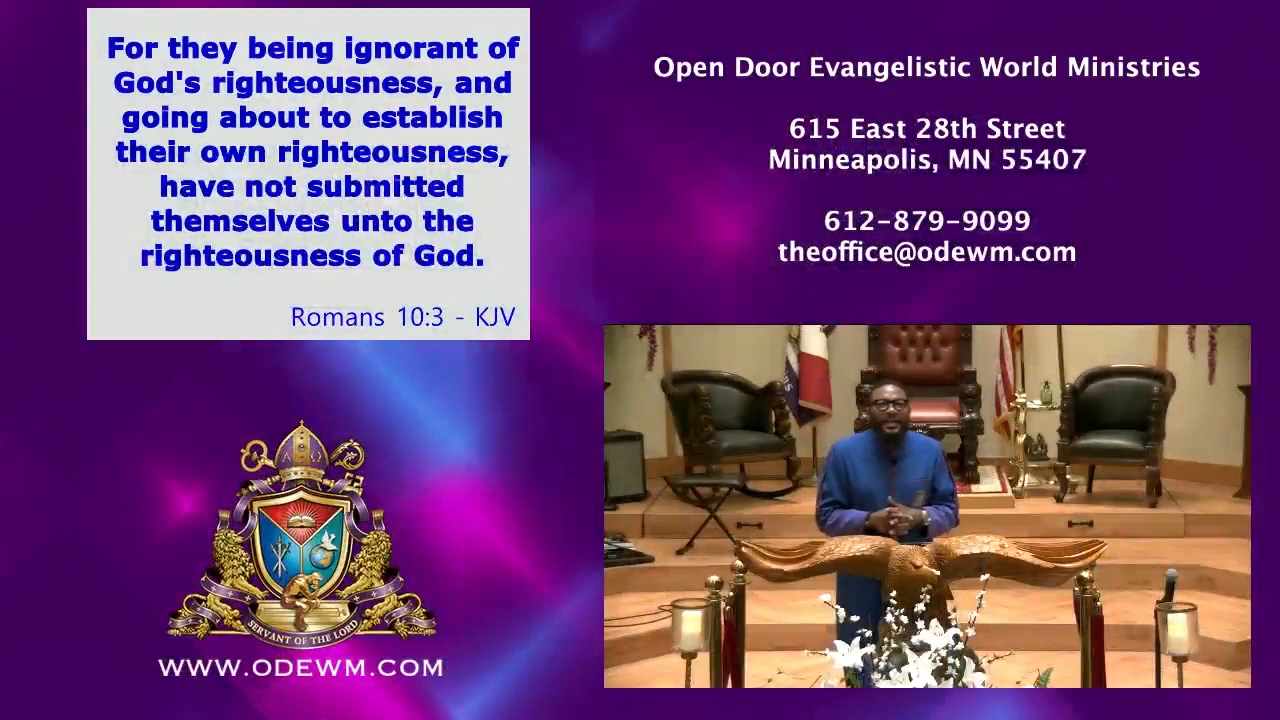 For they being ignorant of
God's righteousness, and
going about to establish
their own righteousness,
have not submitted
themselves unto the
righteousness of God.
Romans 10:3 - KJV
Open Door Evangelistic World Ministries
615 East 28th Street
Minneapolis, MN 55407
612-879-9099
theoffice@odewm.com
Α Ω
SERVANT OF THE LORD
WWW.ODEWM.COM